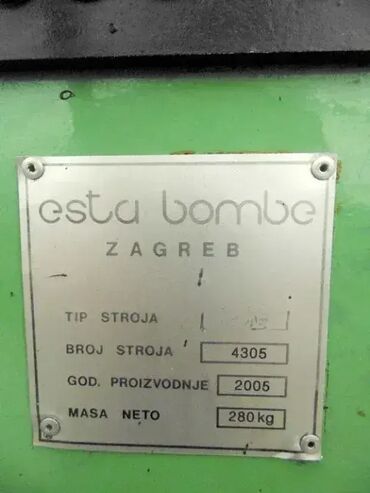 esta bombe
ZAGREB
TIP STROJA
BROJ STROJA 4305
GOD. PROIZVODNJE 2005
MASA NETO 280kg